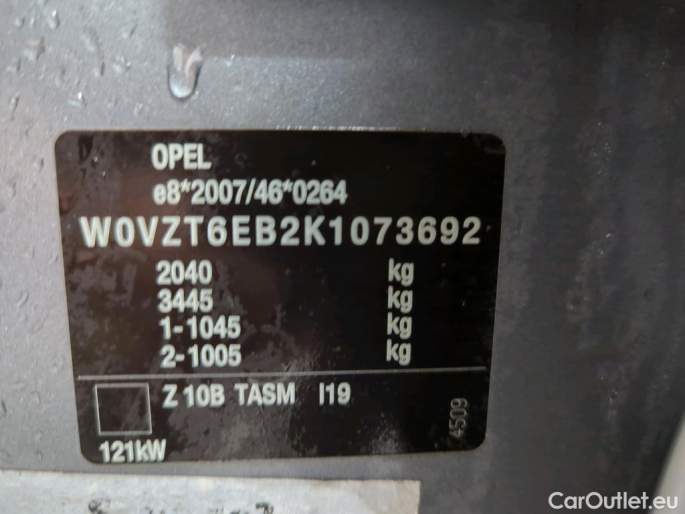 OPEL
e8*2007/46*0264
W0VZT6EB2K1073692
2040 kg
3445 kg
1-1045 kg
2-1005 kg
Z 10B TASM I19
4509
121kW
CarOutlet.eu